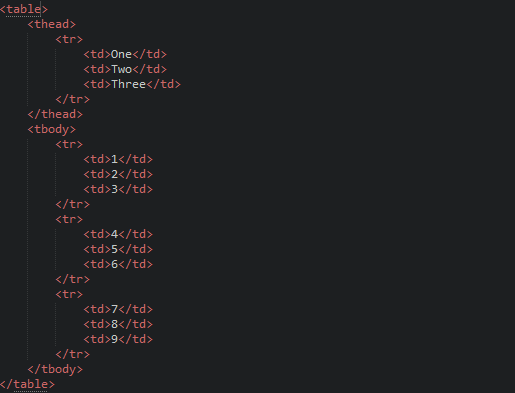 <table>
    <thead>
        <tr>
            <td>One</td>
            <td>Two</td>
            <td>Three</td>
        </tr>
    </thead>
    <tbody>
        <tr>
            <td>1</td>
            <td>2</td>
            <td>3</td>
        </tr>
        <tr>
            <td>4</td>
            <td>5</td>
            <td>6</td>
        </tr>
        <tr>
            <td>7</td>
            <td>8</td>
            <td>9</td>
        </tr>
    </tbody>
</table>